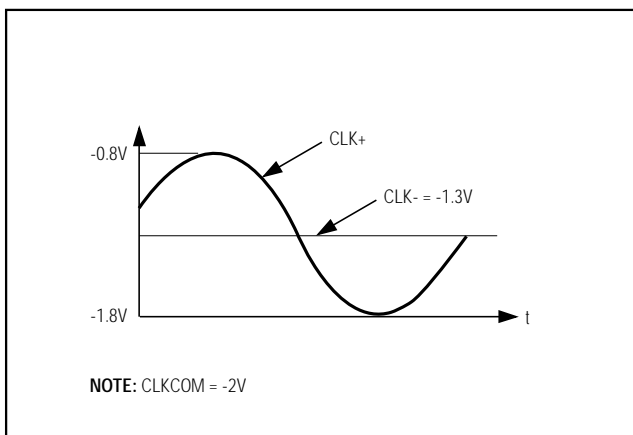 CLK+
-0.8V
CLK- = -1.3V
-1.8V
t
NOTE: CLKCOM = -2V